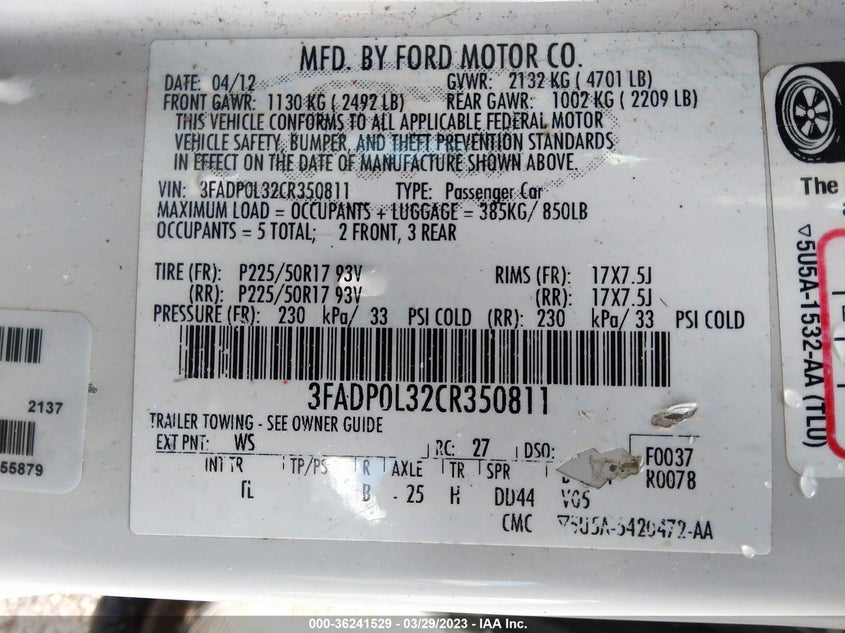 MFD. BY FORD MOTOR CO.
DATE: 04/12 GVWR: 2132 KG ( 4701 LB)
FRONT GAWR: 1130 KG ( 2492 LB) REAR GAWR: 1002 KG ( 2209 LB)
THIS VEHICLE CONFORMS TO ALL APPLICABLE FEDERAL MOTOR
VEHICLE SAFETY, BUMPER, AND THEFT PREVENTION STANDARDS
IN EFFECT ON THE DATE OF MANUFACTURE SHOWN ABOVE.
VIN: 3FADP0L32CR350811 TYPE: Passenger Car
MAXIMUM LOAD = OCCUPANTS + LUGGAGE = 385KG/ 850LB
OCCUPANTS = 5 TOTAL; 2 FRONT, 3 REAR
TIRE (FR): P225/50R17 93V RIMS (FR): 17X7.5J
(RR): P225/50R17 93V (RR): 17X7.5J
PRESSURE (FR): 230 kPa/ 33 PSI COLD (RR): 230 kPa/ 33 PSI COLD
3FADP0L32CR350811
TRAILER TOWING - SEE OWNER GUIDE
EXT PNT: WS RC: 27 DSO: F0037
INT TR TP/PS R AXLE TR SPR R0078
TL B - 25 H DD44
CMC ▽5U5A-5420472-AA
2137
55879
The
▽5U5A-1532-AA (TLU)
000-36241529 — 03/29/2023 — IAA Inc.